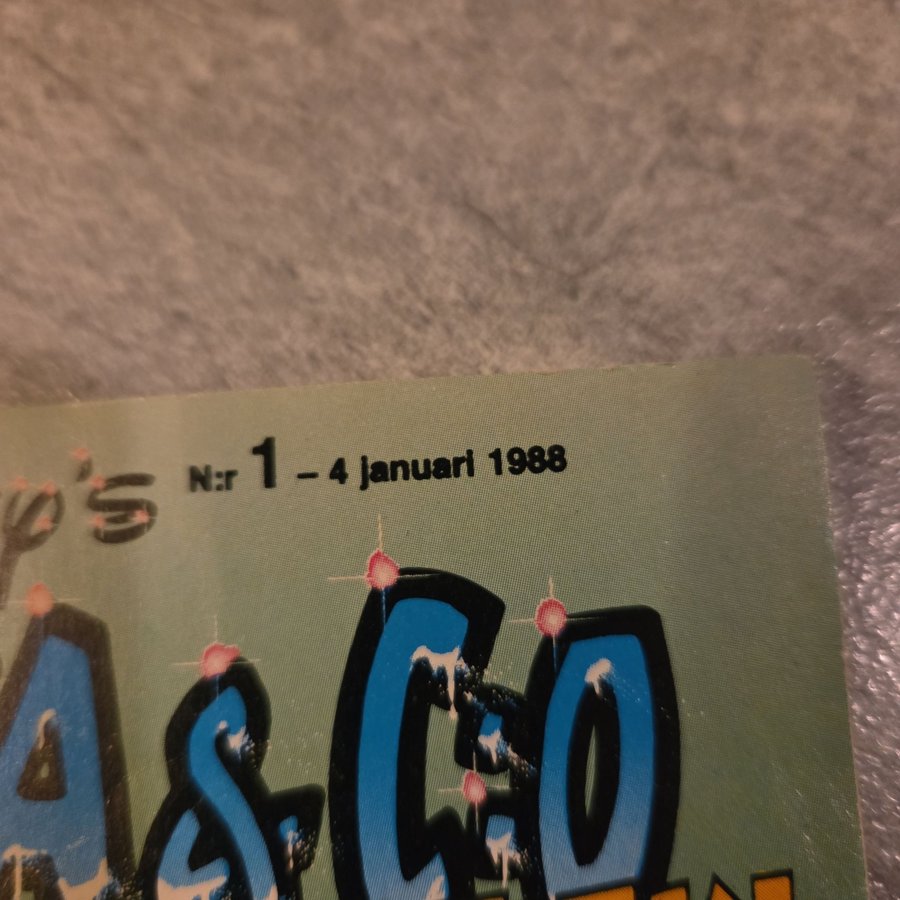 y's N:r 1 – 4 januari 1988
A & C:O